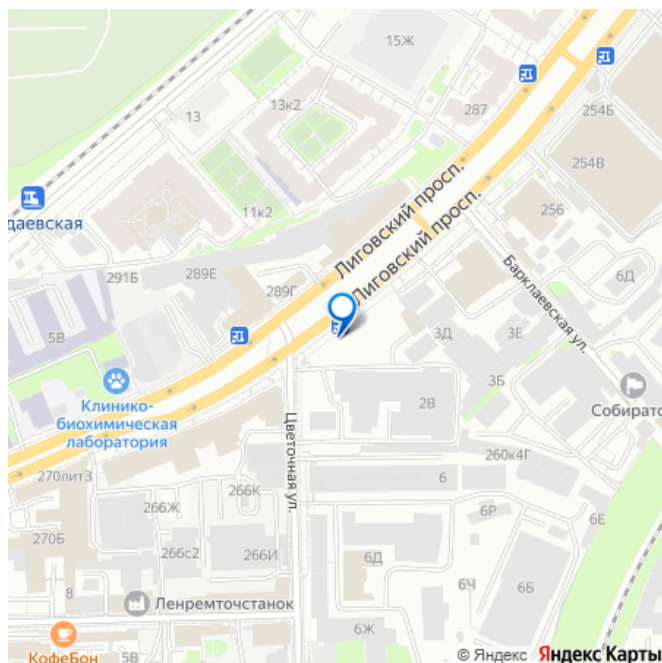 15Ж
287
254Б
13к2
13
254В
Лиговский просп.
256
11к2
даевская
Лиговский просп.
Барклаевская ул.
6Д
291Б
289Е
289Г
5В
3Д
3Е
3Б
Клинико-
биохимическая
лаборатория
2В
Собирато
Цветочная ул.
260к4Г
270лит3
266К
6
266Ж
6Р
6Е
270Б
266с2
266И
6Д
6Ч
6Б
8
Ленремточстанок
6Ж
КофеБон
5В
© Яндекс Яндекс Карты